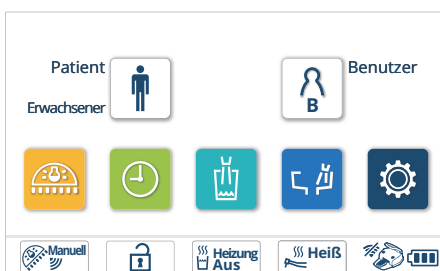 Patient
Benutzer
Erwachsener
B
Manuell
Heizung
Aus
Heiß